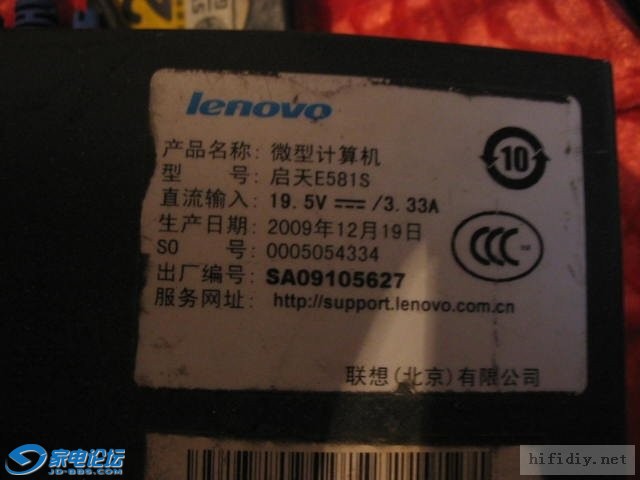 lenovo
产品名称: 微型计算机
型 号: 启天E581S
直流输入: 19.5V /3.33A
生产日期: 2009年12月19日
SO 号: 0005054334
出厂编号: SA09105627
服务网址: http://support.lenovo.com.cn
10
CCC
联想(北京)有限公司
家电论坛
JD-BBS.COM
hifidiy.net